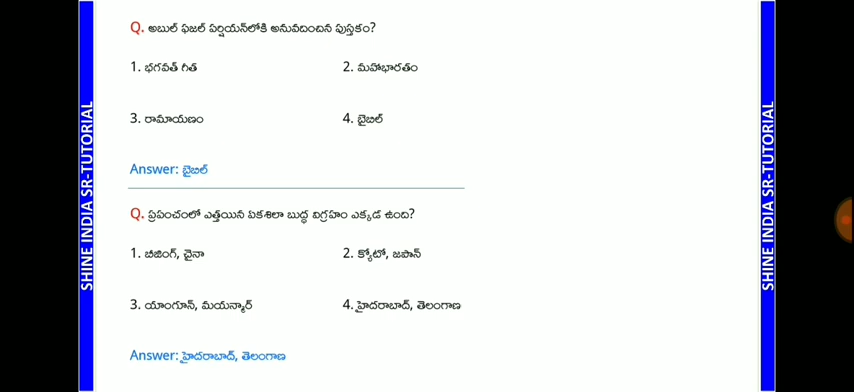 Q. అబుల్ ఫజల్ పర్షియన్‌లోకి అనువదించిన పుస్తకం?
1. భగవత్ గీత
2. మహాభారతం
3. రామాయణం
4. బైబిల్
Answer: బైబిల్
Q. ప్రపంచంలో ఎత్తయిన ఏకశిలా బుద్ధ విగ్రహం ఎక్కడ ఉంది?
1. బీజింగ్, చైనా
2. క్యోటో, జపాన్
3. యాంగూన్, మయన్మార్
4. హైదరాబాద్, తెలంగాణ
Answer: హైదరాబాద్, తెలంగాణ
SHINE INDIA SR-TUTORIAL
SHINE INDIA SR-TUTORIAL